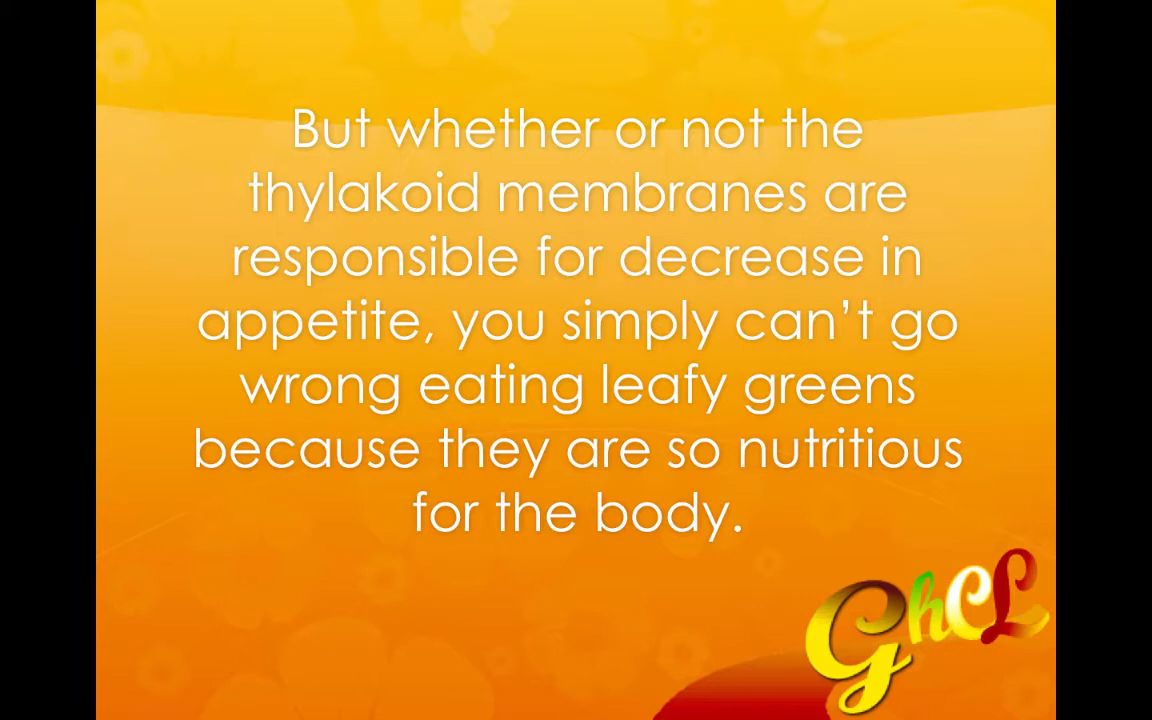 But whether or not the
thylakoid membranes are
responsible for decrease in
appetite, you simply can’t go
wrong eating leafy greens
because they are so nutritious
for the body.
GhCL